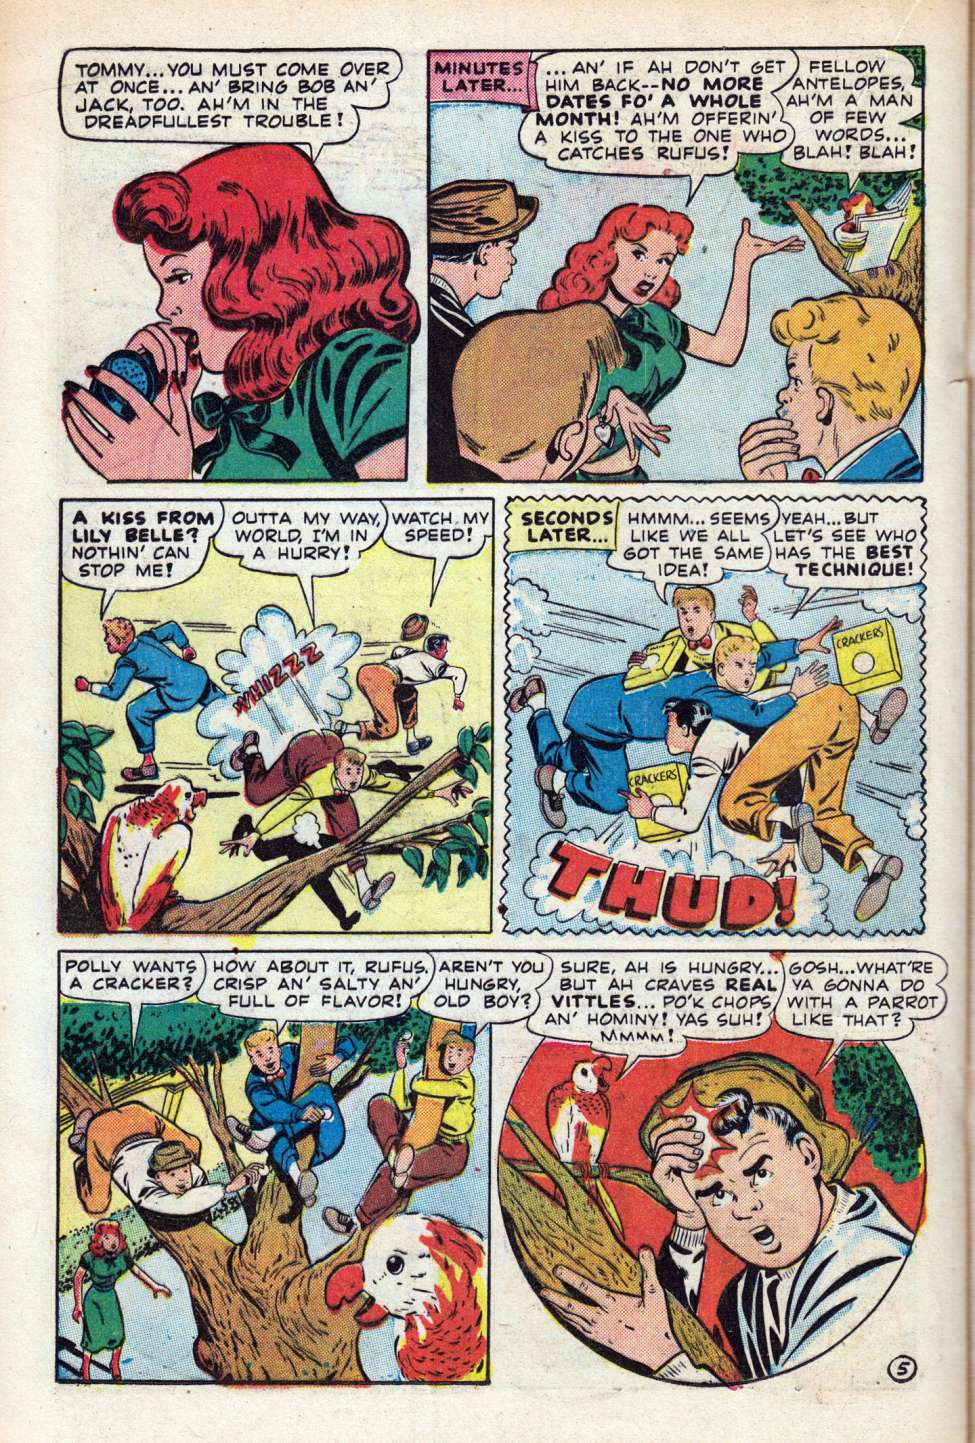 TOMMY...YOU MUST COME OVER
AT ONCE...AN' BRING BOB AN'
JACK, TOO. AH'M IN THE
DREADFULLEST TROUBLE!
MINUTES
LATER...
...AN' IF AH DON'T GET
HIM BACK--NO MORE
DATES FO' A WHOLE
MONTH! AH'M OFFERIN'
A KISS TO THE ONE WHO
CATCHES RUFUS!
FELLOW
ANTELOPES,
AH'M A MAN
OF FEW
WORDS...
BLAH! BLAH!
A KISS FROM
LILY BELLE?
NOTHIN' CAN
STOP ME!
OUTTA MY WAY,
WORLD, I'M IN
A HURRY!
WATCH MY
SPEED!
WHIZZZ
SECONDS
LATER...
HMMM...SEEMS
LIKE WE ALL
GOT THE SAME
IDEA!
YEAH...BUT
LET'S SEE WHO
HAS THE BEST
TECHNIQUE!
CRACKERS
CRACKERS
THUD!
POLLY WANTS
A CRACKER?
HOW ABOUT IT, RUFUS.
CRISP AN' SALTY AN'
FULL OF FLAVOR!
AREN'T YOU
HUNGRY,
OLD BOY?
SURE, AH IS HUNGRY...
BUT AH CRAVES REAL
VITTLES...PO'K CHOPS
AN' HOMINY! YAS SUH!
MMMM!
GOSH...WHAT'RE
YA GONNA DO
WITH A PARROT
LIKE THAT?
5